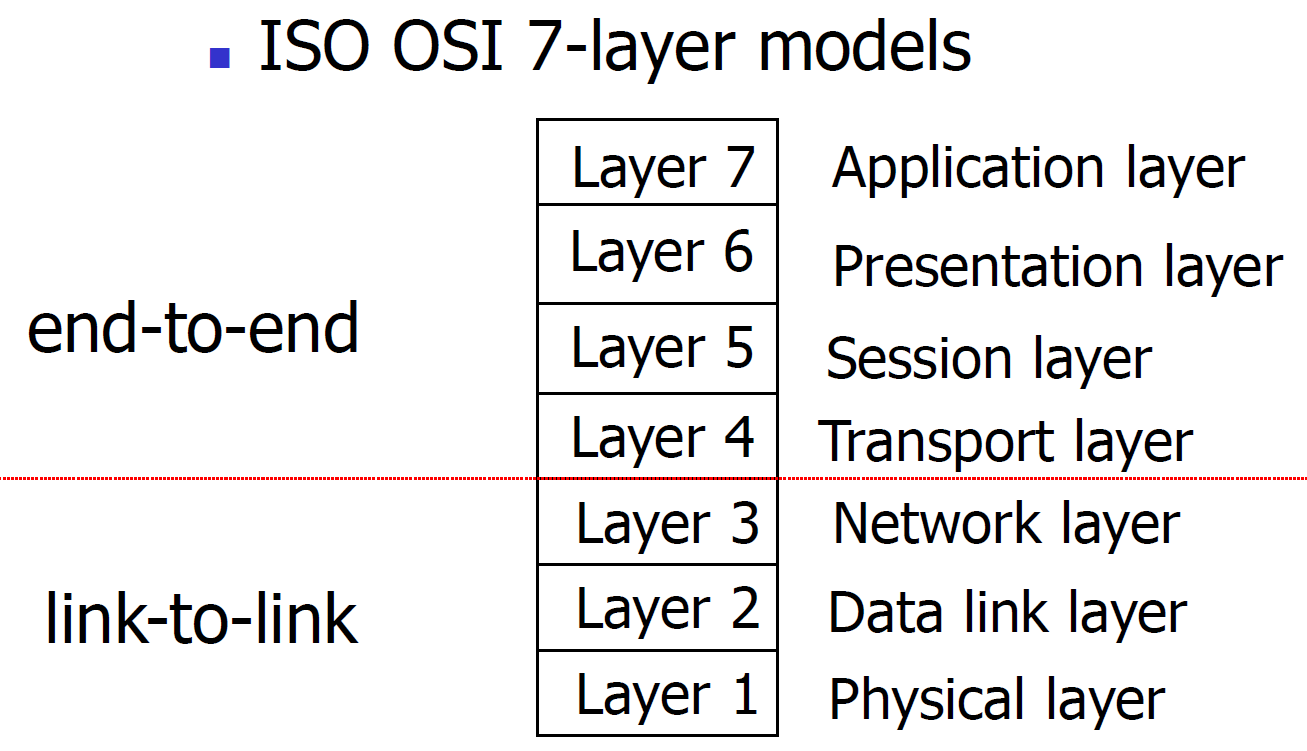 ISO OSI 7-layer models
Layer 7 Application layer
Layer 6 Presentation layer
end-to-end
Layer 5 Session layer
Layer 4 Transport layer
Layer 3 Network layer
link-to-link
Layer 2 Data link layer
Layer 1 Physical layer